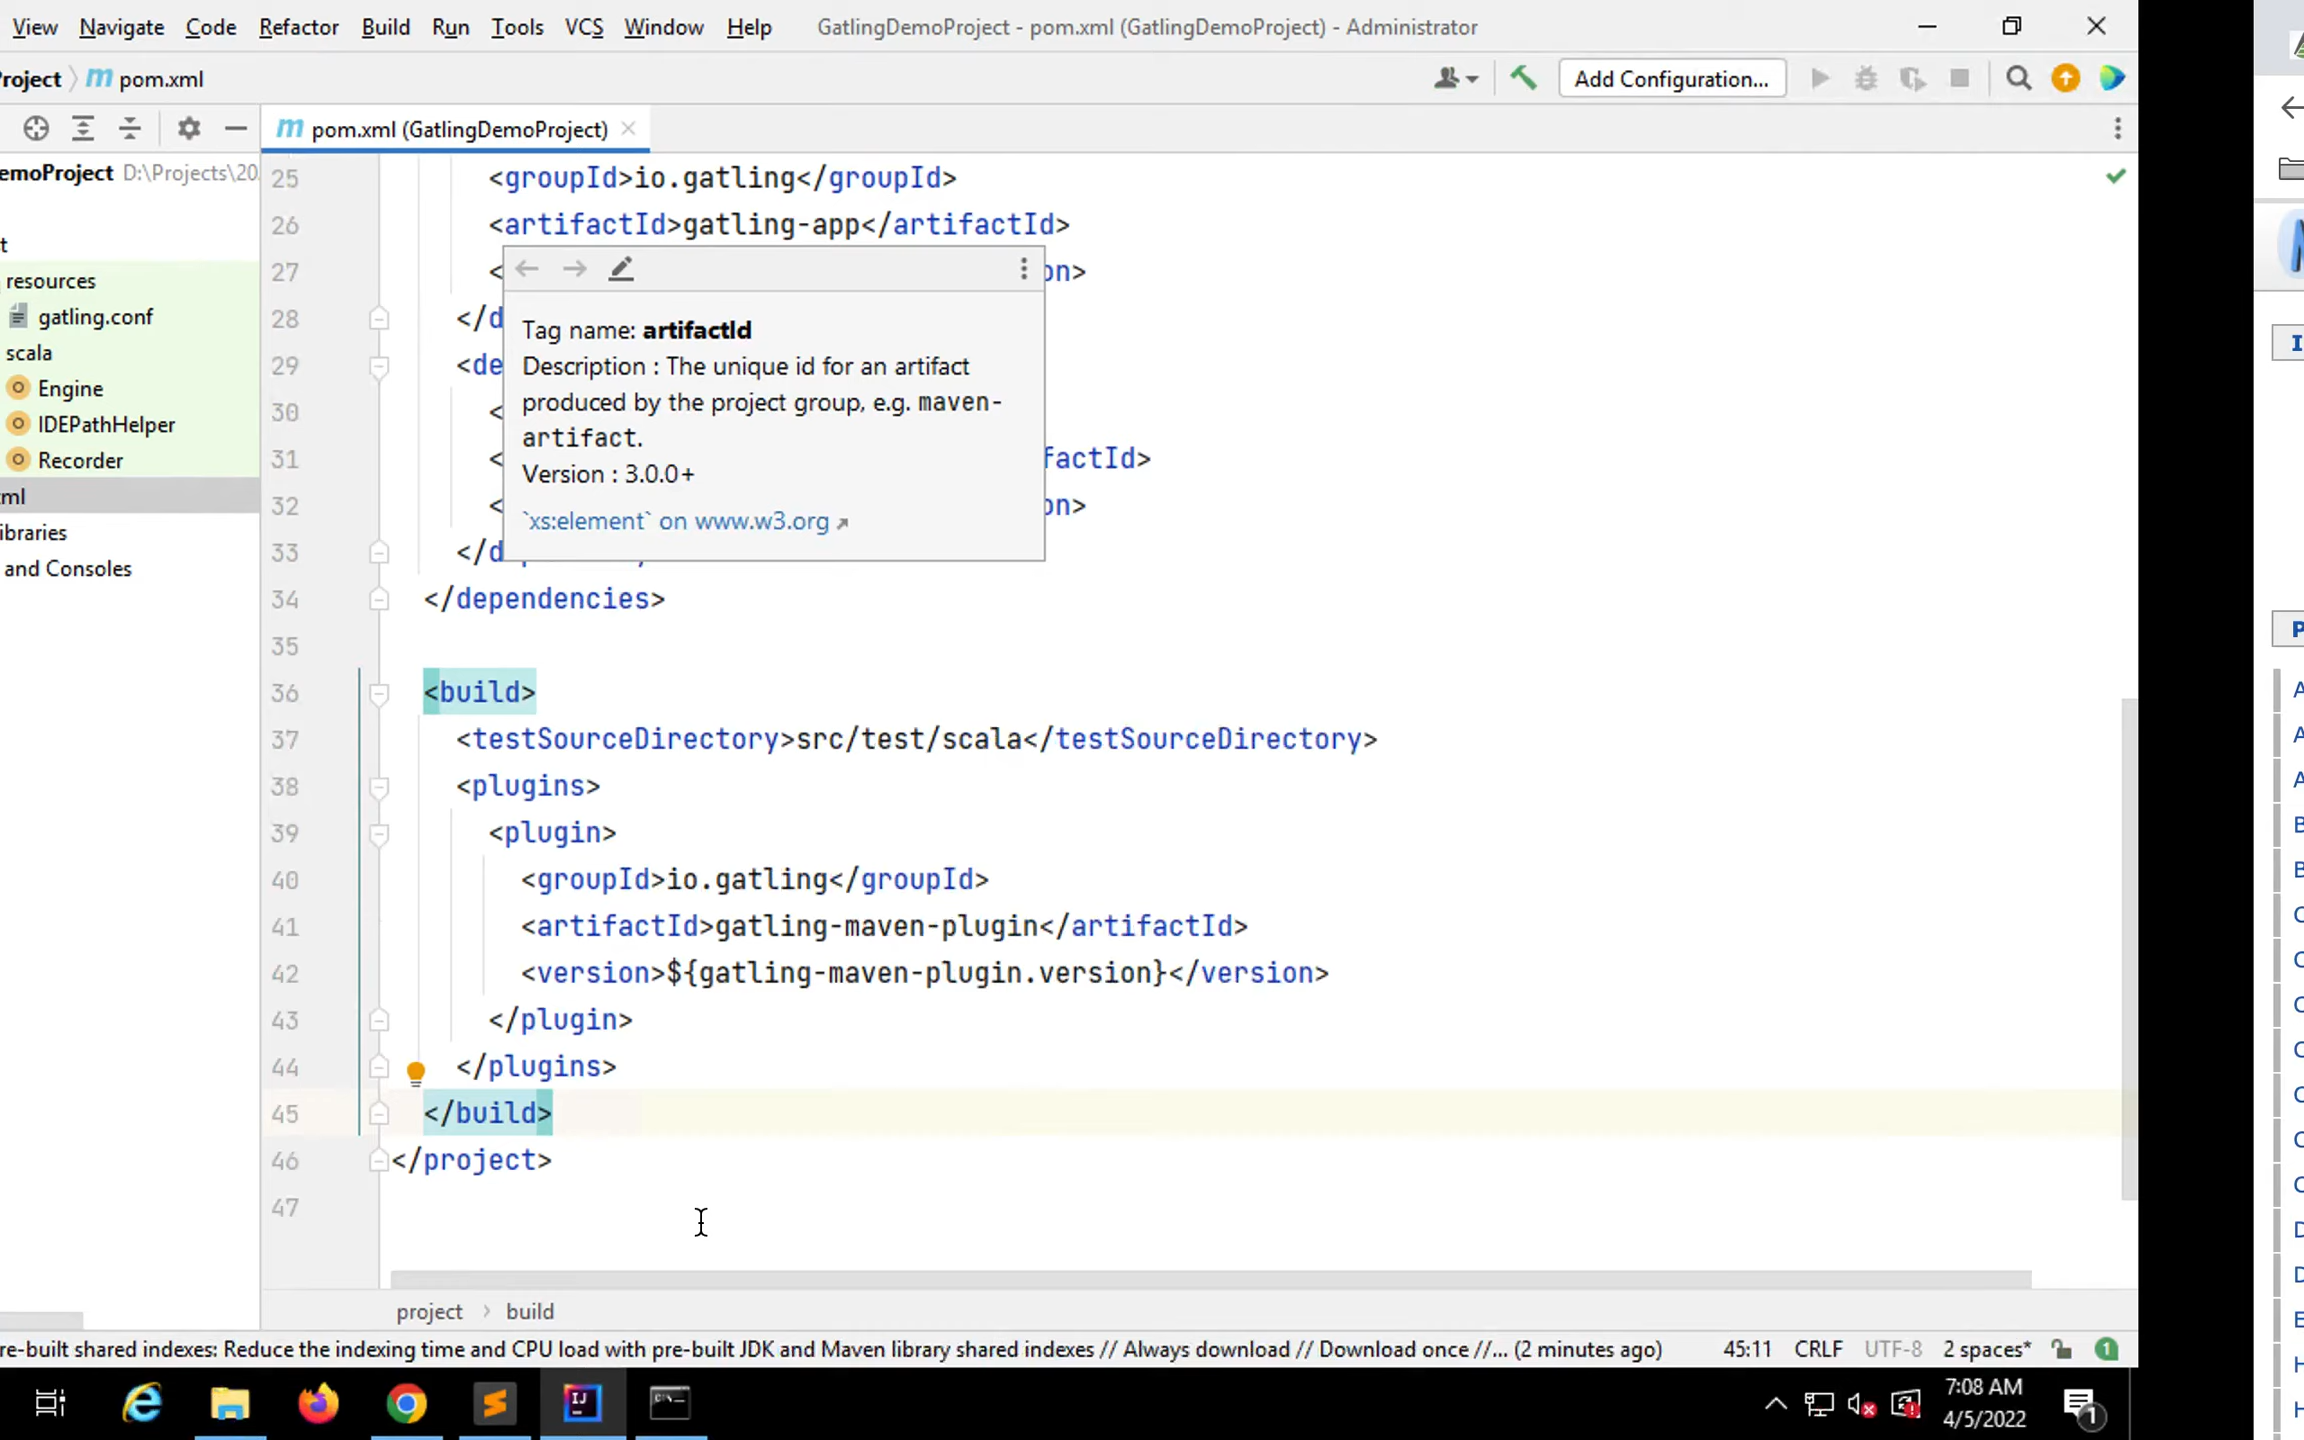 View Navigate Code Refactor Build Run Tools VCS Window Help GatlingDemoProject - pom.xml (GatlingDemoProject) - Administrator
roject pom.xml Add Configuration...
pom.xml (GatlingDemoProject)
emoProject D:\Projects\20
t
resources
gatling.conf
scala
Engine
IDEPathHelper
Recorder
ml
ibraries
and Consoles
25 <groupId>io.gatling</groupId>
26 <artifactId>gatling-app</artifactId>
27 < on>
28 </d
29 <de
30 <
31 < factId>
32 < on>
33 </d
Tag name: artifactId
Description : The unique id for an artifact
produced by the project group, e.g. maven-
artifact.
Version : 3.0.0+
`xs:element` on www.w3.org
34 </dependencies>
35
36 <build>
37 <testSourceDirectory>src/test/scala</testSourceDirectory>
38 <plugins>
39 <plugin>
40 <groupId>io.gatling</groupId>
41 <artifactId>gatling-maven-plugin</artifactId>
42 <version>${gatling-maven-plugin.version}</version>
43 </plugin>
44 </plugins>
45 </build>
46 </project>
47
project > build
re-built shared indexes: Reduce the indexing time and CPU load with pre-built JDK and Maven library shared indexes // Always download // Download once //... (2 minutes ago) 45:11 CRLF UTF-8 2 spaces* 1
7:08 AM
4/5/2022
1